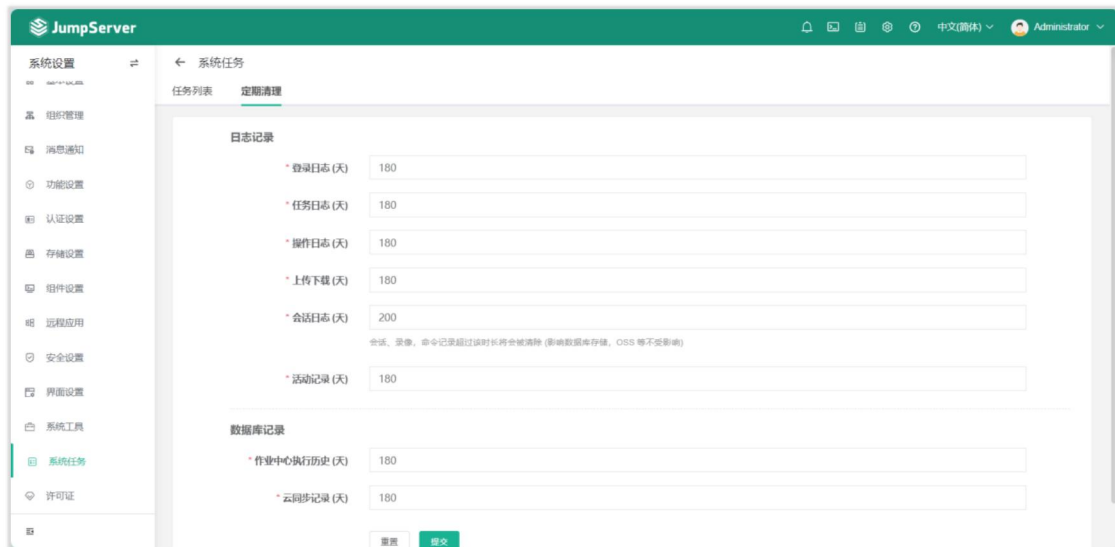 JumpServer
中文(简体)
Administrator
系统设置
系统任务
任务列表
定期清理
组织管理
消息通知
功能设置
认证设置
存储设置
组件设置
远程应用
安全设置
界面设置
系统工具
系统任务
许可证
日志记录
* 登录日志 (天) 180
* 任务日志 (天) 180
* 操作日志 (天) 180
* 上传下载 (天) 180
* 会话日志 (天) 200
会话、录像、命令记录超过该时长将会被清除 (影响数据库存储，OSS 等不受影响)
* 活动记录 (天) 180
数据库记录
* 作业中心执行历史 (天) 180
* 云同步记录 (天) 180
重置
提交